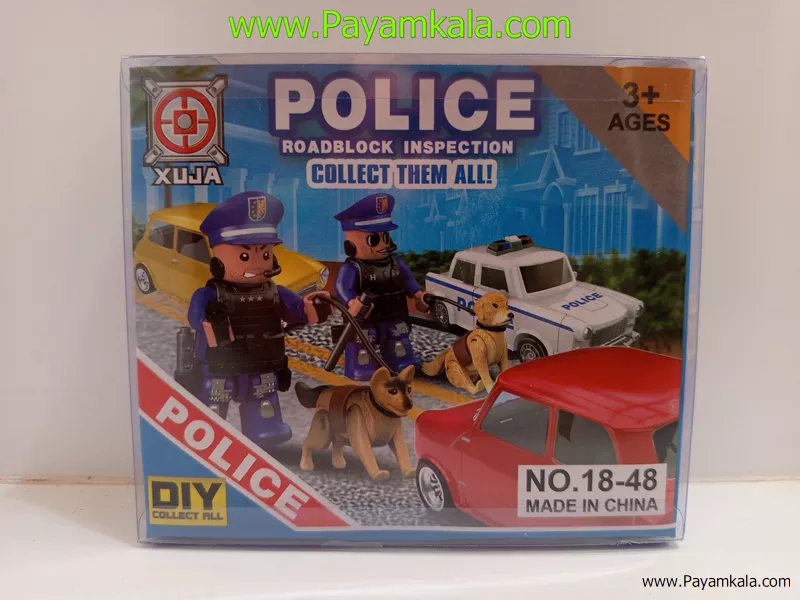 www.Payamkala.com
POLICE
ROADBLOCK INSPECTION
COLLECT THEM ALL!
3+
AGES
XUJA
POLICE
POLICE
DIY
COLLECT ALL
NO.18-48
MADE IN CHINA
www.Payamkala.com